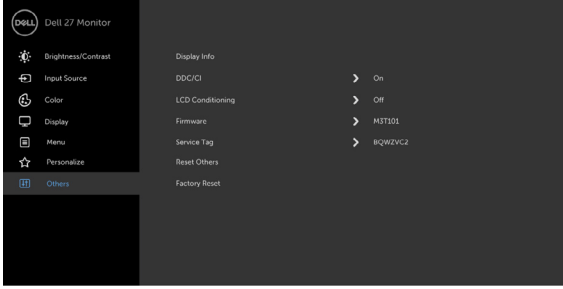 DELL Dell 27 Monitor
Brightness/Contrast Display Info
Input Source DDC/CI On
Color LCD Conditioning Off
Display Firmware M3T101
Menu Service Tag BQWZVC2
Personalize Reset Others
Others Factory Reset